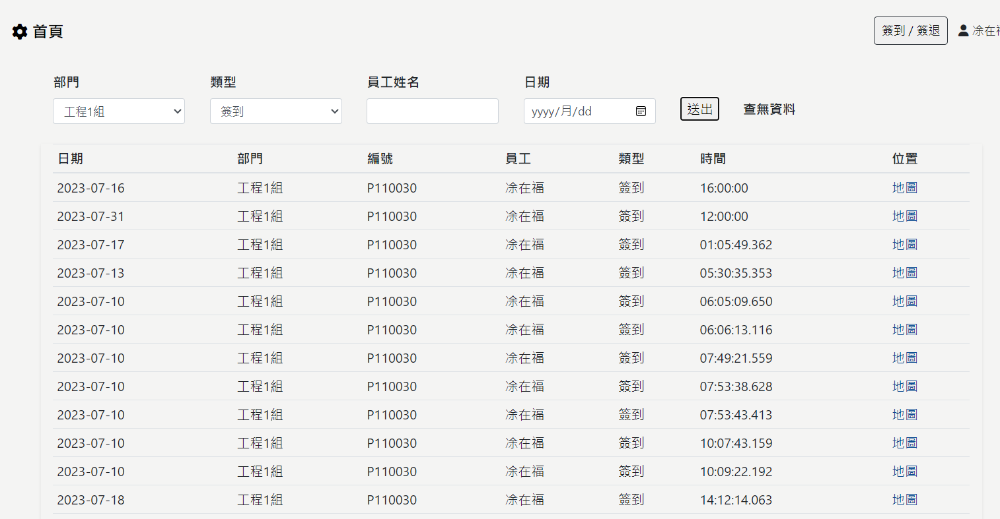 首頁
簽到 / 簽退
凃在
部門 類型 員工姓名 日期
工程1組 簽到 yyyy/月/dd 送出 查無資料
日期 部門 編號 員工 類型 時間 位置
2023-07-16 工程1組 P110030 凃在福 簽到 16:00:00 地圖
2023-07-31 工程1組 P110030 凃在福 簽到 12:00:00 地圖
2023-07-17 工程1組 P110030 凃在福 簽到 01:05:49.362 地圖
2023-07-13 工程1組 P110030 凃在福 簽到 05:30:35.353 地圖
2023-07-10 工程1組 P110030 凃在福 簽到 06:05:09.650 地圖
2023-07-10 工程1組 P110030 凃在福 簽到 06:06:13.116 地圖
2023-07-10 工程1組 P110030 凃在福 簽到 07:49:21.559 地圖
2023-07-10 工程1組 P110030 凃在福 簽到 07:53:38.628 地圖
2023-07-10 工程1組 P110030 凃在福 簽到 07:53:43.413 地圖
2023-07-10 工程1組 P110030 凃在福 簽到 10:07:43.159 地圖
2023-07-10 工程1組 P110030 凃在福 簽到 10:09:22.192 地圖
2023-07-18 工程1組 P110030 凃在福 簽到 14:12:14.063 地圖